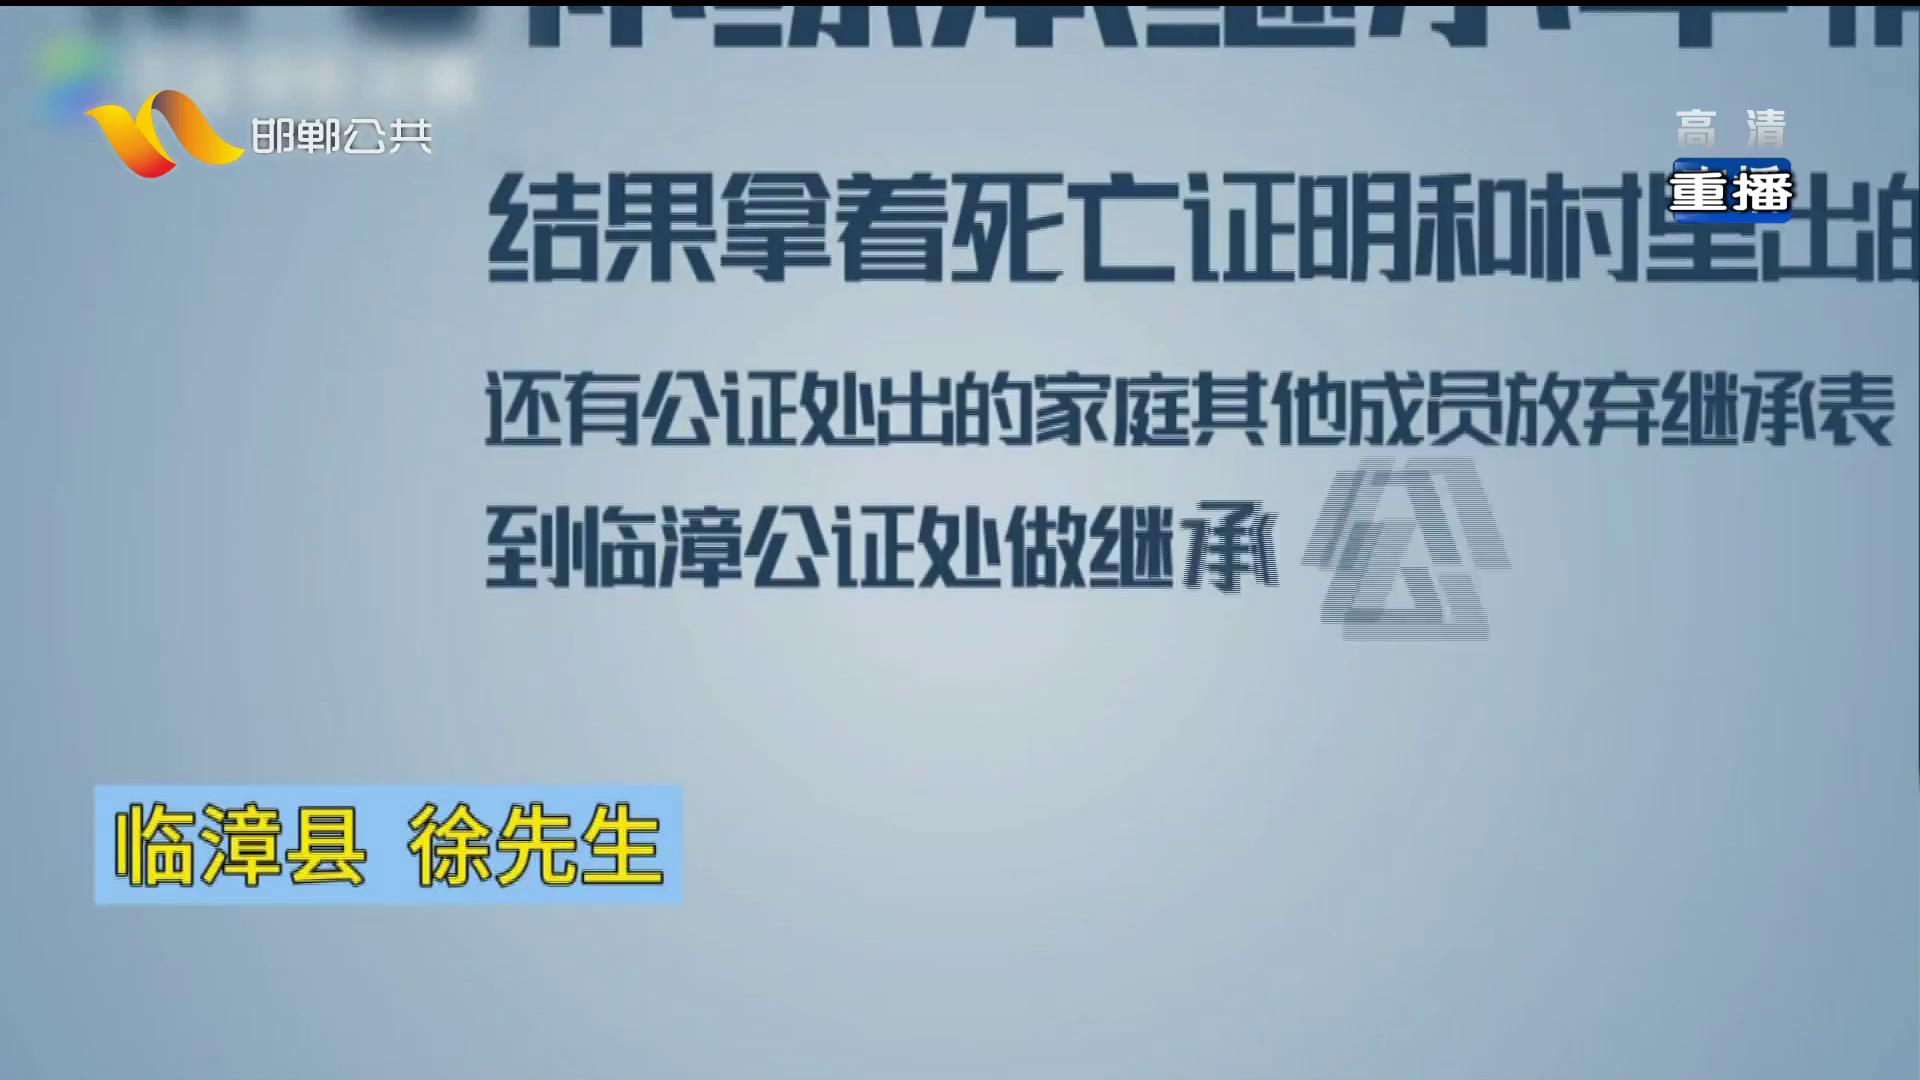 邯郸公共
高 清
重播
结果拿着死亡证明和村里出的
还有公证处出的家庭其他成员放弃继承表
到临漳公证处做继承公
临漳县 徐先生